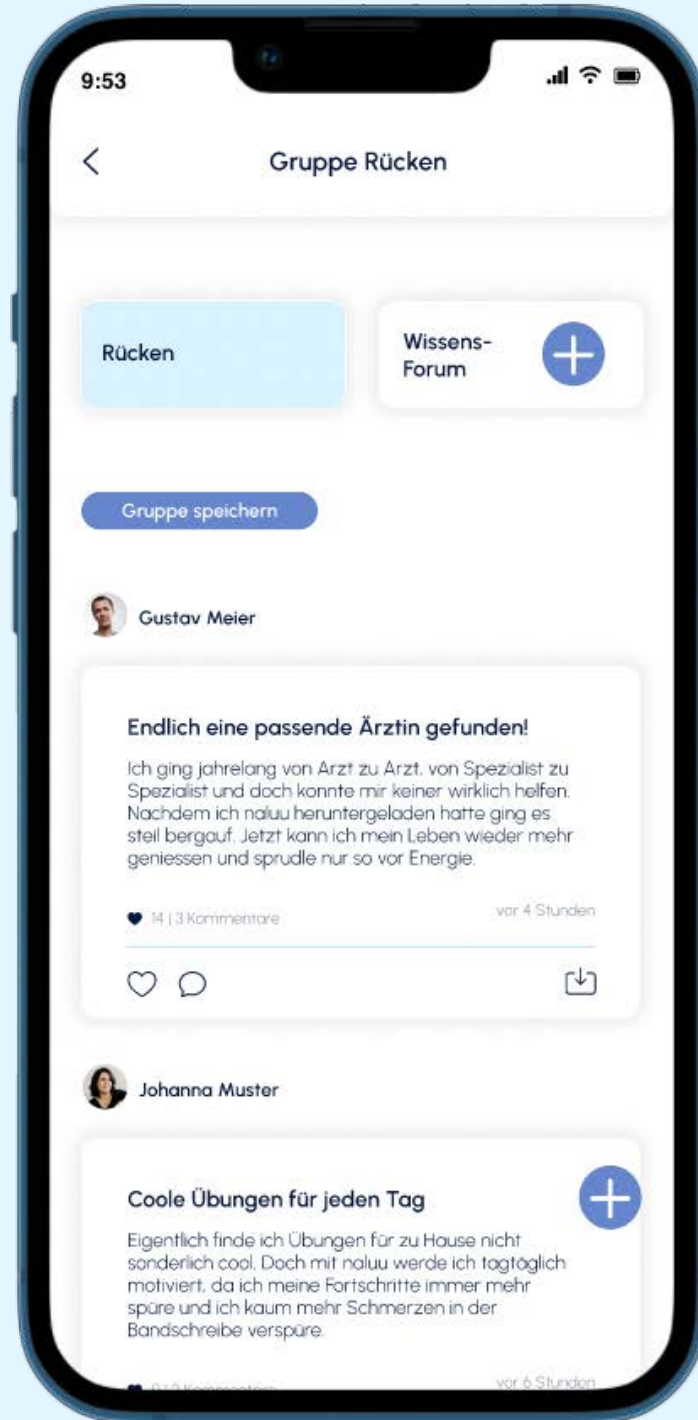 9:53
Gruppe Rücken
Rücken
Wissens-
Forum
Gruppe speichern
Gustav Meier
Endlich eine passende Ärztin gefunden!
Ich ging jahrelang von Arzt zu Arzt, von Spezialist zu
Spezialist und doch konnte mir keiner wirklich helfen.
Nachdem ich naluu heruntergeladen hatte ging es
steil bergauf. Jetzt kann ich mein Leben wieder mehr
geniessen und sprudle nur so vor Energie.
14 | 3 Kommentare
vor 4 Stunden
Johanna Muster
Coole Übungen für jeden Tag
Eigentlich finde ich Übungen für zu Hause nicht
sonderlich cool. Doch mit naluu werde ich tagtäglich
motiviert, da ich meine Fortschritte immer mehr
spüre und ich kaum mehr Schmerzen in der
Bandschreibe verspüre.
Kommentare
vor 6 Stunden